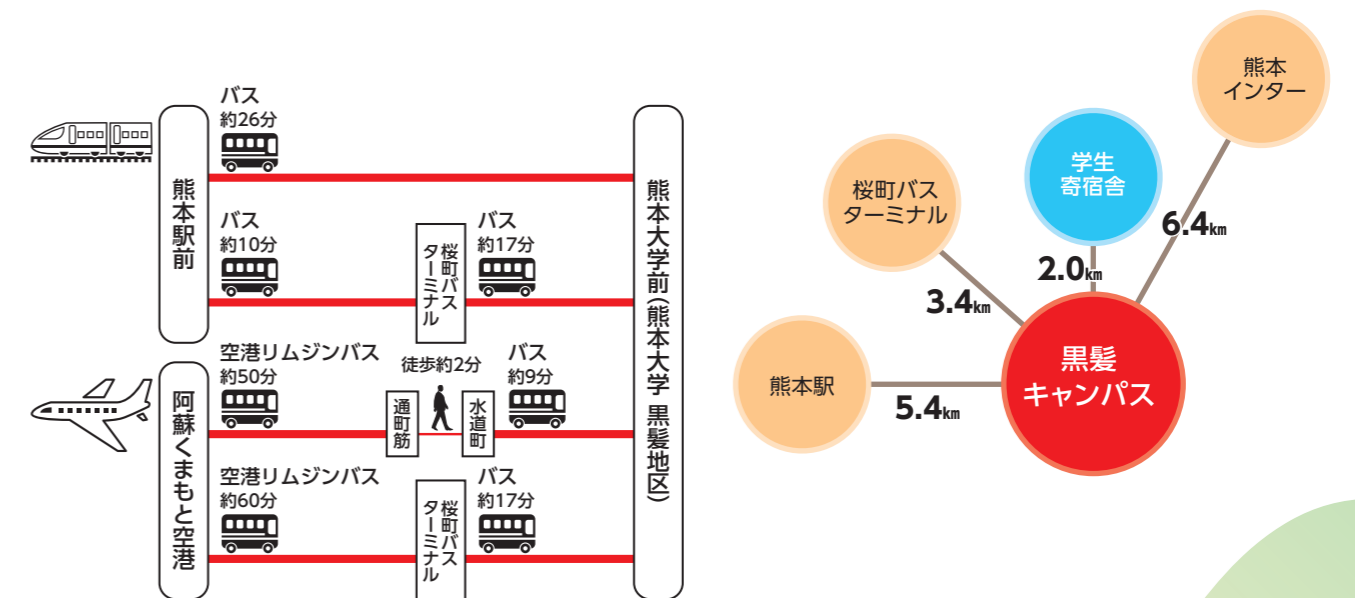 熊本駅前
バス
約26分
バス
約10分
桜町バス
ターミナル
バス
約17分
阿蘇くまもと空港
空港リムジンバス
約50分
通町筋
徒歩約2分
水道町
バス
約9分
空港リムジンバス
約60分
桜町バス
ターミナル
バス
約17分
熊本大学前(熊本大学 黒髪地区)
熊本
インター
学生
寄宿舎
桜町バス
ターミナル
6.4km
2.0km
3.4km
黒髪
キャンパス
熊本駅
5.4km